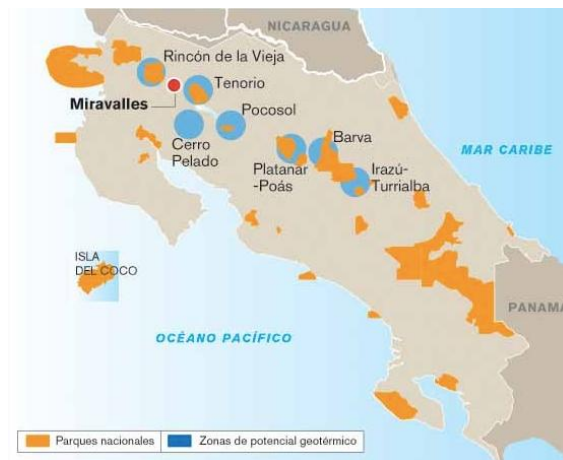 NICARAGUA
Rincón de la Vieja
Tenorio
Miravalles
Pocosol
Cerro
Pelado
Barva
Platanar
-Poás
Irazú-
Turrialba
MAR CARIBE
ISLA
DEL COCO
PANAMÁ
OCÉANO PACÍFICO
Parques nacionales
Zonas de potencial geotérmico